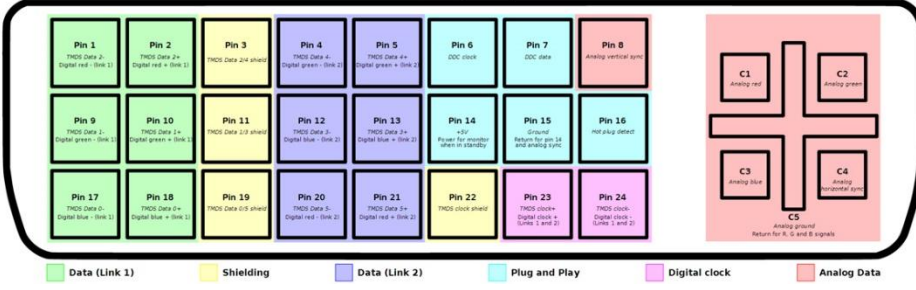 Pin 1
TMDS Data 2-
Digital red - (link 1)
Pin 2
TMDS Data 2+
Digital red + (link 1)
Pin 3
TMDS Data 2/4 shield
Pin 4
TMDS Data 4-
Digital green - (link 2)
Pin 5
TMDS Data 4+
Digital green + (link 2)
Pin 6
DDC clock
Pin 7
DDC data
Pin 8
Analog vertical sync
Pin 9
TMDS Data 1-
Digital green - (link 1)
Pin 10
TMDS Data 1+
Digital green + (link 1)
Pin 11
TMDS Data 1/3 shield
Pin 12
TMDS Data 3-
Digital blue - (link 2)
Pin 13
TMDS Data 3+
Digital blue + (link 2)
Pin 14
+5V
Power for monitor
when in standby
Pin 15
Ground
Return for pin 14
and analog sync
Pin 16
Hot plug detect
Pin 17
TMDS Data 0-
Digital blue - (link 1)
Pin 18
TMDS Data 0+
Digital blue + (link 1)
Pin 19
TMDS Data 0/5 shield
Pin 20
TMDS Data 5-
Digital red - (link 2)
Pin 21
TMDS Data 5+
Digital red + (link 2)
Pin 22
TMDS clock shield
Pin 23
TMDS clock+
Digital clock +
(Links 1 and 2)
Pin 24
TMDS clock-
Digital clock -
(Links 1 and 2)
C1
Analog red
C2
Analog green
C3
Analog blue
C4
Analog
horizontal sync
C5
Analog ground
Return for R, G and B signals
Data (Link 1)
Shielding
Data (Link 2)
Plug and Play
Digital clock
Analog Data